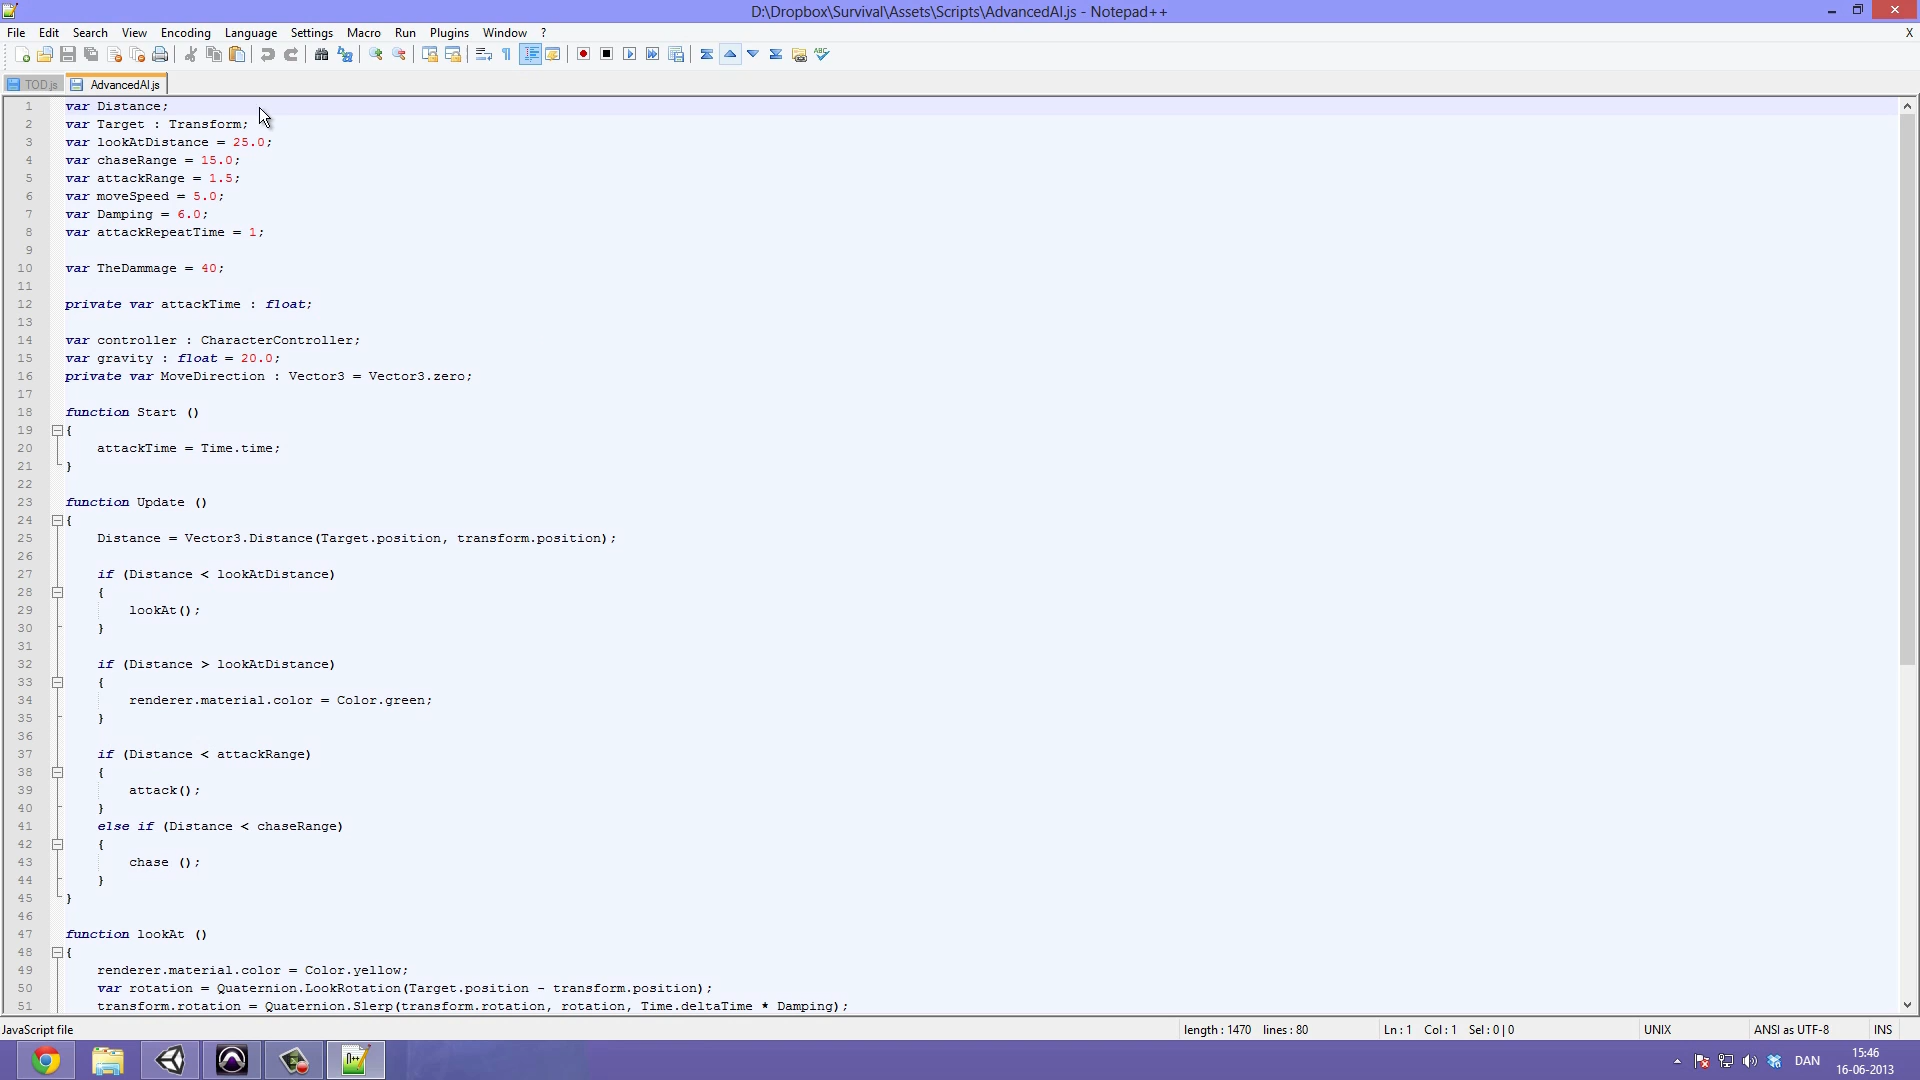 D:\Dropbox\Survival\Assets\Scripts\AdvancedAI.js - Notepad++
File Edit Search View Encoding Language Settings Macro Run Plugins Window ? X
TOD.js AdvancedAI.js
1 var Distance;
2 var Target : Transform;
3 var lookAtDistance = 25.0;
4 var chaseRange = 15.0;
5 var attackRange = 1.5;
6 var moveSpeed = 5.0;
7 var Damping = 6.0;
8 var attackRepeatTime = 1;
9
10 var TheDammage = 40;
11
12 private var attackTime : float;
13
14 var controller : CharacterController;
15 var gravity : float = 20.0;
16 private var MoveDirection : Vector3 = Vector3.zero;
17
18 function Start ()
19 {
20 attackTime = Time.time;
21 }
22
23 function Update ()
24 {
25 Distance = Vector3.Distance(Target.position, transform.position);
26
27 if (Distance < lookAtDistance)
28 {
29 lookAt();
30 }
31
32 if (Distance > lookAtDistance)
33 {
34 renderer.material.color = Color.green;
35 }
36
37 if (Distance < attackRange)
38 {
39 attack();
40 }
41 else if (Distance < chaseRange)
42 {
43 chase ();
44 }
45 }
46
47 function lookAt ()
48 {
49 renderer.material.color = Color.yellow;
50 var rotation = Quaternion.LookRotation(Target.position - transform.position);
51 transform.rotation = Quaternion.Slerp(transform.rotation, rotation, Time.deltaTime * Damping);
JavaScript file length : 1470 lines : 80 Ln : 1 Col : 1 Sel : 0 | 0 UNIX ANSI as UTF-8 INS
DAN 15:46
16-06-2013